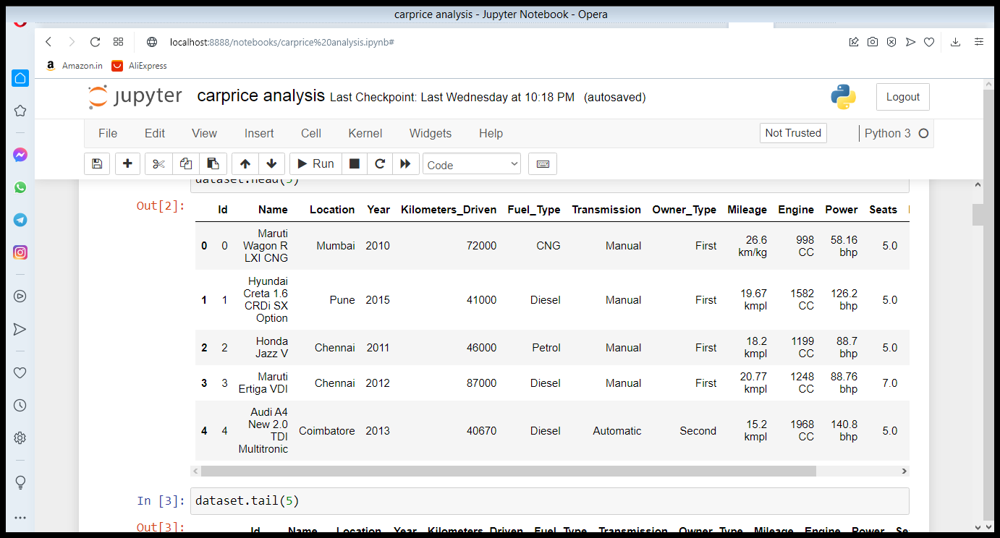 carprice analysis - Jupyter Notebook - Opera
localhost:8888/notebooks/carprice%20analysis.ipynb#
a Amazon.in AliExpress
jupyter carprice analysis Last Checkpoint: Last Wednesday at 10:18 PM (autosaved) Logout
File Edit View Insert Cell Kernel Widgets Help Not Trusted Python 3
Run Code
dataset.head(5)
Out[2]:
Id Name Location Year Kilometers_Driven Fuel_Type Transmission Owner_Type Mileage Engine Power Seats
0 0 Maruti Wagon R LXI CNG Mumbai 2010 72000 CNG Manual First 26.6 km/kg 998 CC 58.16 bhp 5.0
1 1 Hyundai Creta 1.6 CRDi SX Option Pune 2015 41000 Diesel Manual First 19.67 kmpl 1582 CC 126.2 bhp 5.0
2 2 Honda Jazz V Chennai 2011 46000 Petrol Manual First 18.2 kmpl 1199 CC 88.7 bhp 5.0
3 3 Maruti Ertiga VDI Chennai 2012 87000 Diesel Manual First 20.77 kmpl 1248 CC 88.76 bhp 7.0
4 4 Audi A4 New 2.0 TDI Multitronic Coimbatore 2013 40670 Diesel Automatic Second 15.2 kmpl 1968 CC 140.8 bhp 5.0
In [3]: dataset.tail(5)
Out[3]:
Id Name Location Year Kilometers_Driven Fuel_Type Transmission Owner_Type Mileage Engine Power Se